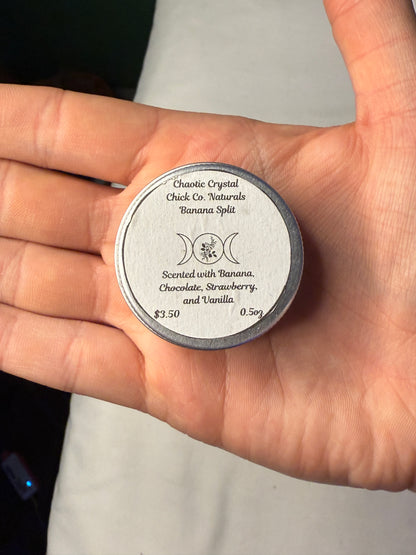 Chaotic Crystal
Chick Co. Naturals
Banana Split
Scented with Banana,
Chocolate, Strawberry,
and Vanilla
$3.50 0.5oz